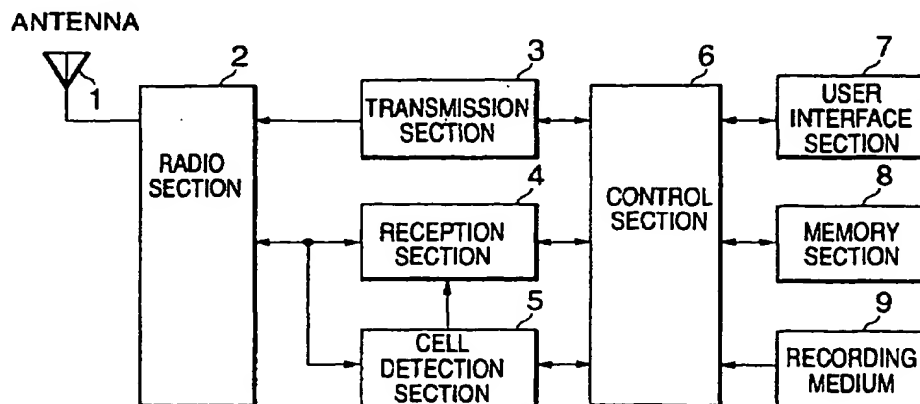 ANTENNA
1
2
RADIO
SECTION
3
TRANSMISSION
SECTION
4
RECEPTION
SECTION
5
CELL
DETECTION
SECTION
6
CONTROL
SECTION
7
USER
INTERFACE
SECTION
8
MEMORY
SECTION
9
RECORDING
MEDIUM